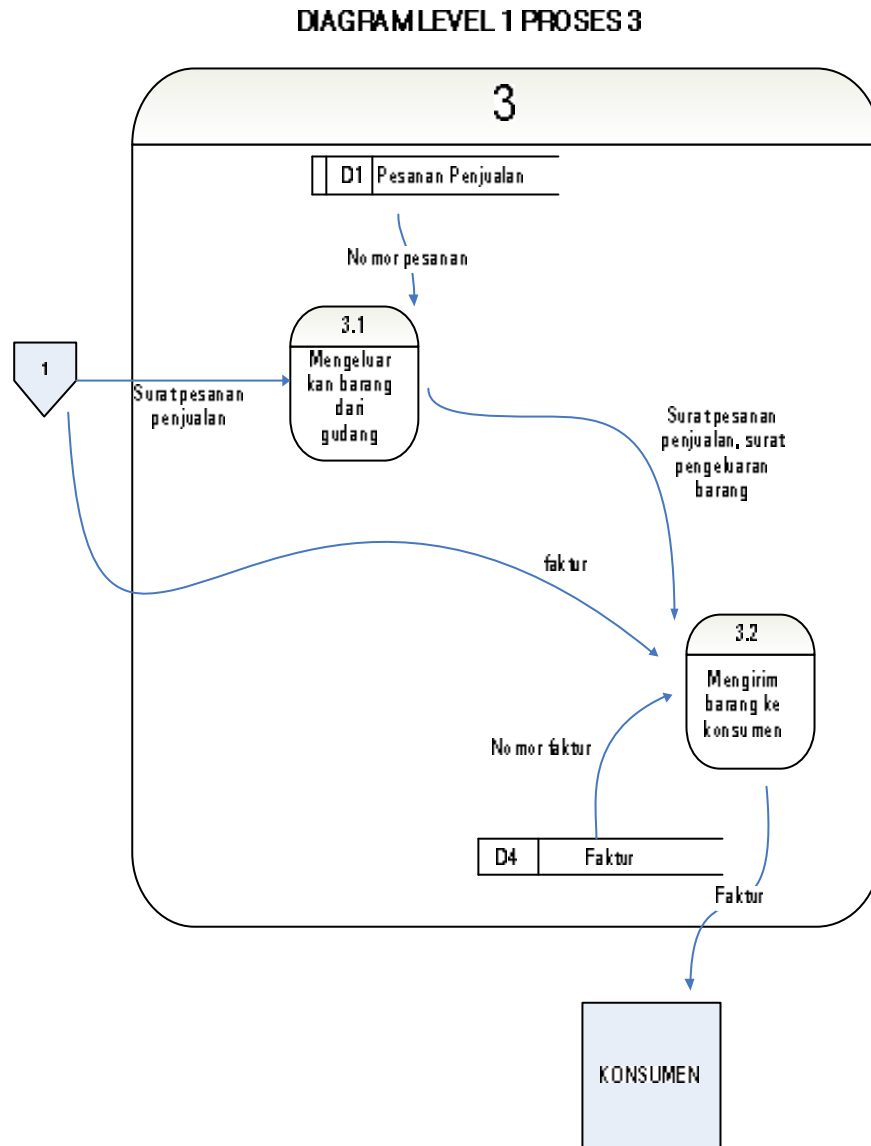 DIAGRAM LEVEL 1 PROSES 3
3
D1 Pesanan Penjualan
Nomor pesanan
3.1
Mengeluar
kan barang
dari
gudang
1
Surat pesanan
penjualan
Surat pesanan
penjualan, surat
pengeluaran
barang
faktur
3.2
Mengirim
barang ke
konsumen
Nomor faktur
D4 Faktur
Faktur
KONSUMEN